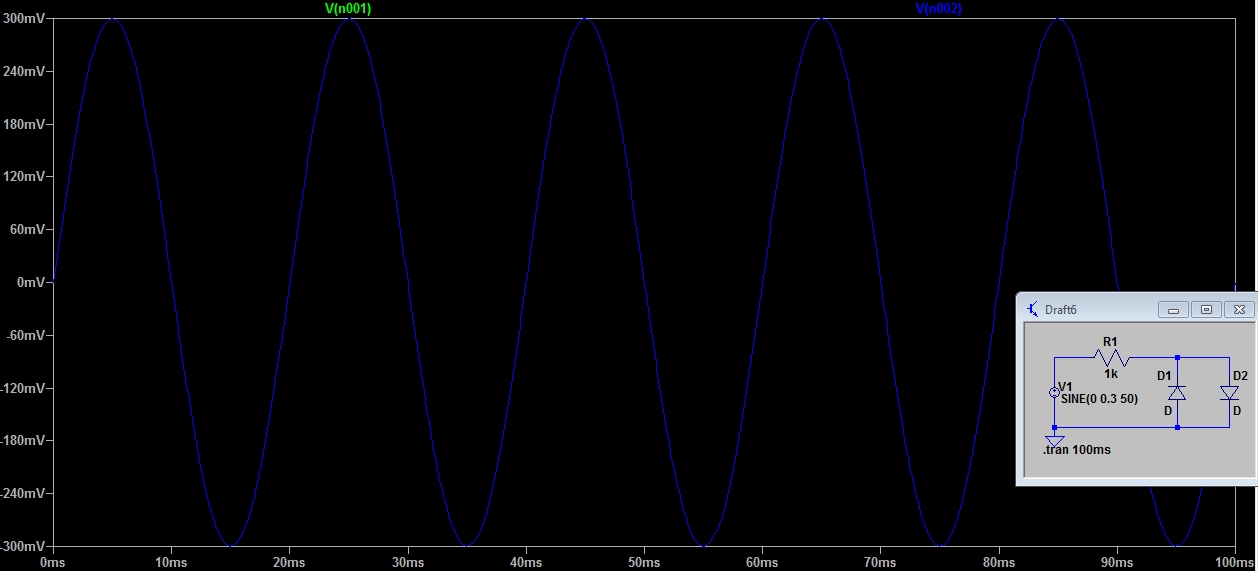 V(n001) V(n002)
300mV
240mV
180mV
120mV
60mV
0mV
-60mV
-120mV
-180mV
-240mV
-300mV
0ms 10ms 20ms 30ms 40ms 50ms 60ms 70ms 80ms 90ms 100ms
Draft6
R1
1k
D1 D2
V1
SINE(0 0.3 50)
D D
.tran 100ms